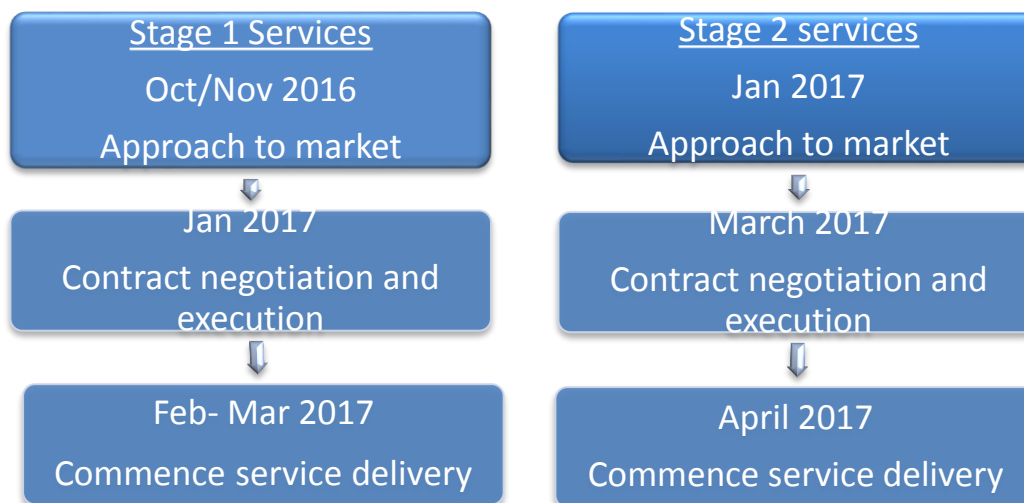 Stage 1 Services
Oct/Nov 2016
Approach to market
Jan 2017
Contract negotiation and
execution
Feb- Mar 2017
Commence service delivery
Stage 2 services
Jan 2017
Approach to market
March 2017
Contract negotiation and
execution
April 2017
Commence service delivery